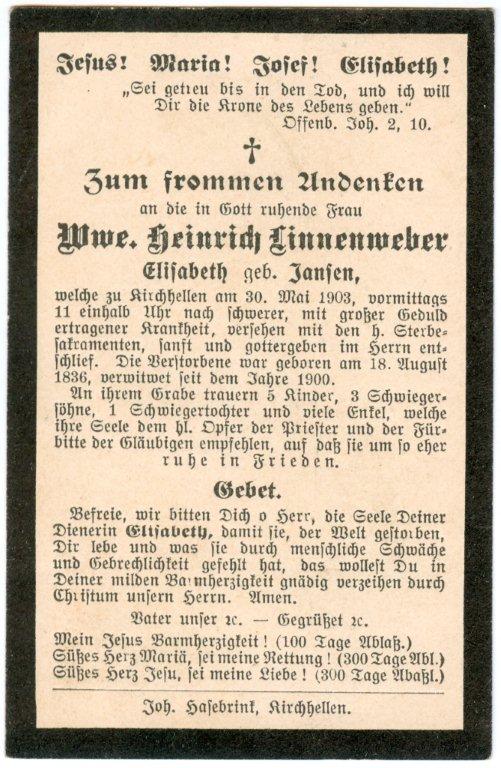 Jesus! Maria! Josef! Elisabeth!
„Sei getreu bis in den Tod, und ich will
Dir die Krone des Lebens geben.“
Offenb. Joh. 2, 10.
✝
Zum frommen Andenken
an die in Gott ruhende Frau
Wwe. Heinrich Linnenweber
Elisabeth geb. Jansen,
welche zu Kirchhellen am 30. Mai 1903, vormittags
11 einhalb Uhr nach schwerer, mit großer Geduld
ertragener Krankheit, versehen mit den h. Sterbe-
sakramenten, sanft und gottergeben im Herrn ent-
schlief. Die Verstorbene war geboren am 18. August
1836, verwitwet seit dem Jahre 1900.
An ihrem Grabe trauern 5 Kinder, 3 Schwieger-
söhne, 1 Schwiegertochter und viele Enkel, welche
ihre Seele dem hl. Opfer der Priester und der Für-
bitte der Gläubigen empfehlen, auf daß sie um so eher
ruhe in Frieden.
Gebet.
Befreie, wir bitten Dich o Herr, die Seele Deiner
Dienerin Elisabeth, damit sie, der Welt gestorben,
Dir lebe und was sie durch menschliche Schwäche
und Gebrechlichkeit gefehlt hat, das wollest Du in
Deiner milden Barmherzigkeit gnädig verzeihen durch
Christum unsern Herrn. Amen.
Vater unser ꝛc. — Gegrüßet ꝛc.
Mein Jesus Barmherzigkeit! (100 Tage Ablaß.)
Süßes Herz Mariä, sei meine Rettung! (300 Tage Abl.)
Süßes Herz Jesu, sei meine Liebe! (300 Tage Abaßl.)
Joh. Hasebrink, Kirchhellen.